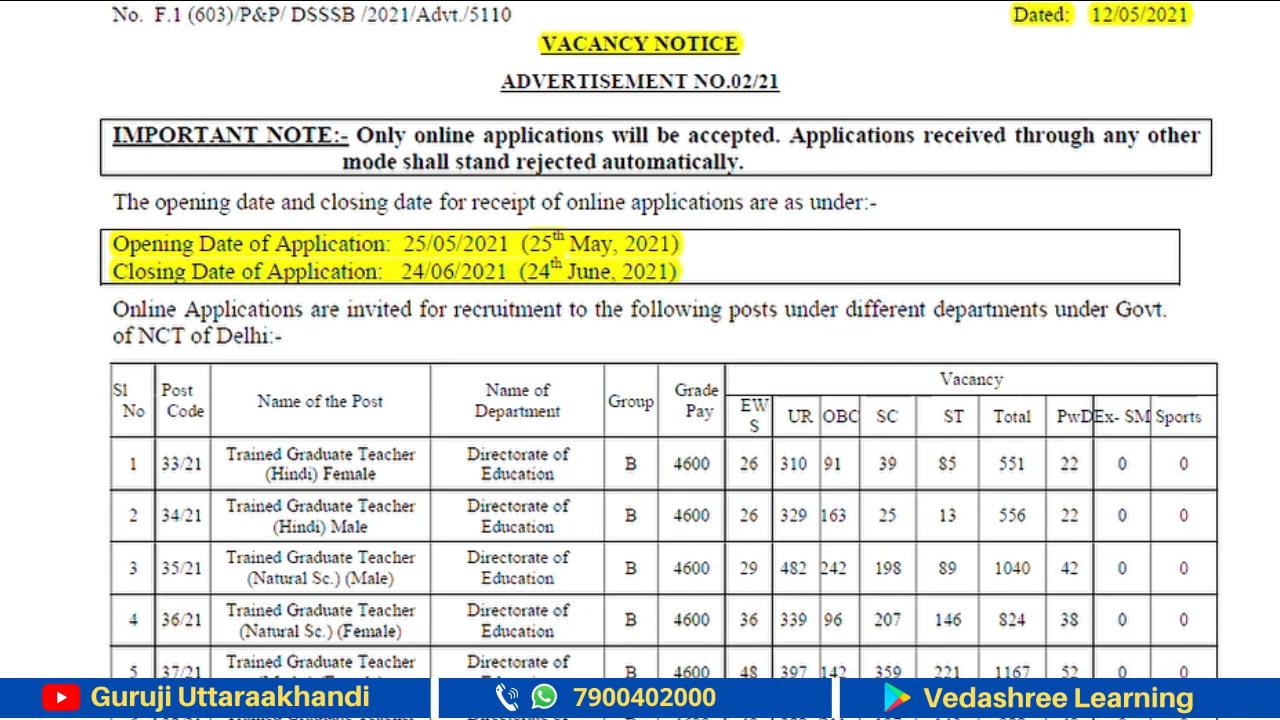 No. F.1 (603)/P&P/ DSSSB /2021/Advt./5110 Dated: 12/05/2021
VACANCY NOTICE
ADVERTISEMENT NO.02/21
IMPORTANT NOTE:- Only online applications will be accepted. Applications received through any other
mode shall stand rejected automatically.
The opening date and closing date for receipt of online applications are as under:-
Opening Date of Application: 25/05/2021 (25th May, 2021)
Closing Date of Application: 24/06/2021 (24th June, 2021)
Online Applications are invited for recruitment to the following posts under different departments under Govt.
of NCT of Delhi:-
Sl No Post Code Name of the Post Name of Department Group Grade Pay Vacancy
EWS UR OBC SC ST Total PwD Ex- SM Sports
1 33/21 Trained Graduate Teacher (Hindi) Female Directorate of Education B 4600 26 310 91 39 85 551 22 0 0
2 34/21 Trained Graduate Teacher (Hindi) Male Directorate of Education B 4600 26 329 163 25 13 556 22 0 0
3 35/21 Trained Graduate Teacher (Natural Sc.) (Male) Directorate of Education B 4600 29 482 242 198 89 1040 42 0 0
4 36/21 Trained Graduate Teacher (Natural Sc.) (Female) Directorate of Education B 4600 36 339 96 207 146 824 38 0 0
5 37/21 Trained Graduate Teacher Directorate of B 4600 48 397 142 359 221 1167 52 0 0
Guruji Uttaraakhandi 7900402000 Vedashree Learning